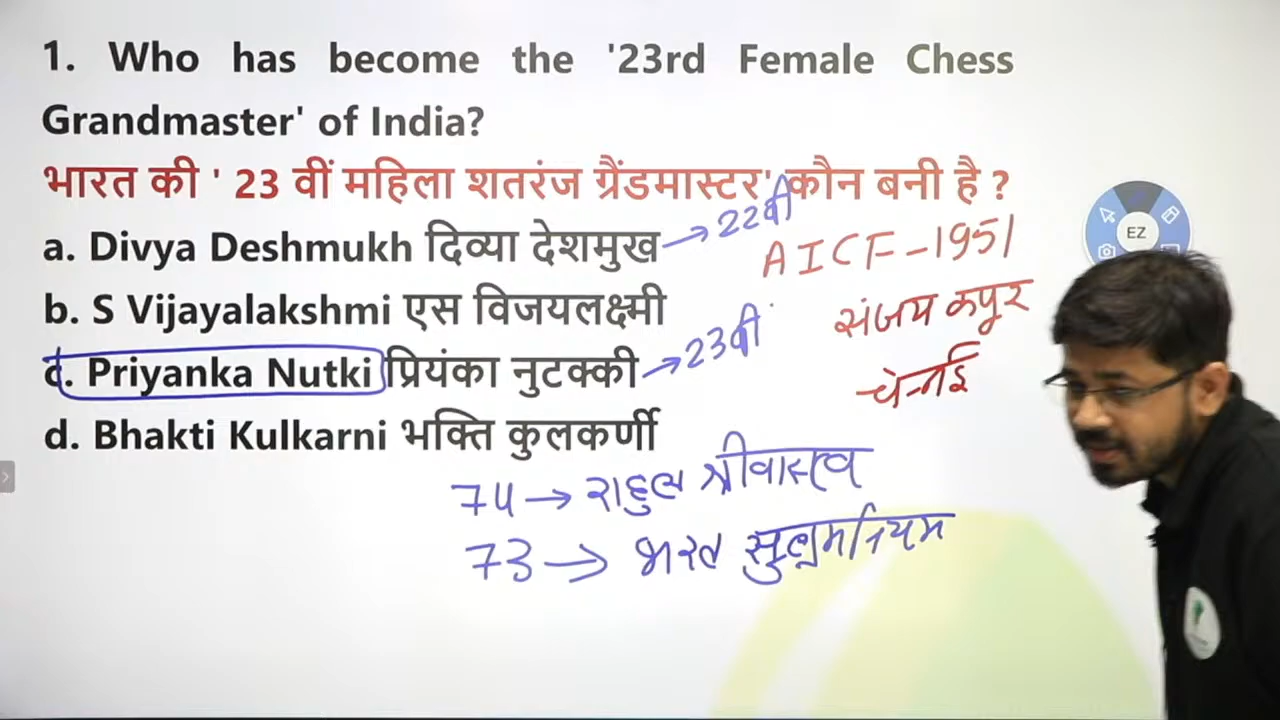 1. Who has become the '23rd Female Chess
Grandmaster' of India?
भारत की ' 23 वीं महिला शतरंज ग्रैंडमास्टर' कौन बनी है ?
a. Divya Deshmukh दिव्या देशमुख → 22वी
AICF-1951
b. S Vijayalakshmi एस विजयलक्ष्मी
संजय कपूर
c. Priyanka Nutki प्रियंका नुटक्की → 23वी
चेन्नई
d. Bhakti Kulkarni भक्ति कुलकर्णी
74 → राहुल श्रीवास्तव
73 → भरत सुब्रमनियम
EZ